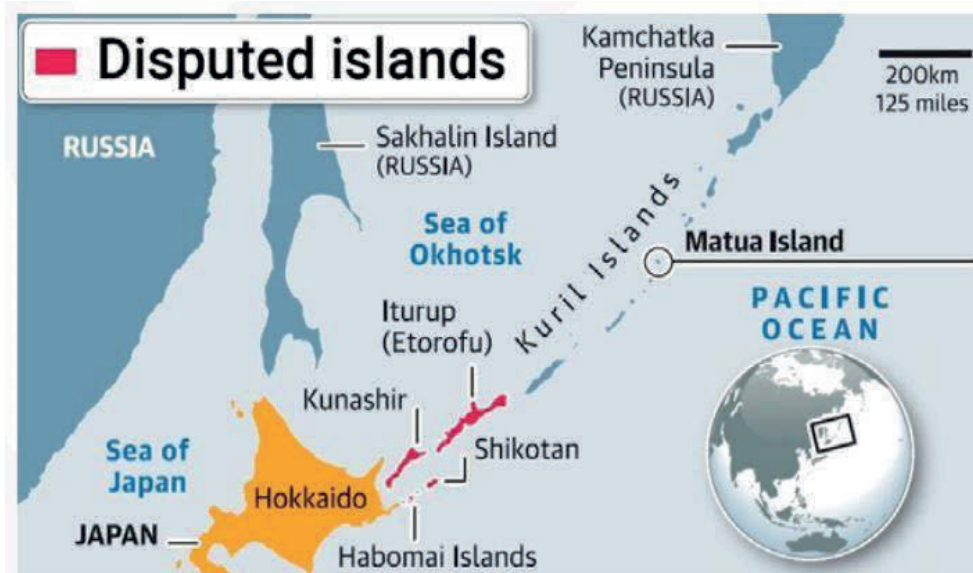 Disputed islands
Kamchatka
Peninsula
(RUSSIA)
200km
125 miles
RUSSIA
Sakhalin Island
(RUSSIA)
Sea of
Okhotsk
Kuril Islands
Matua Island
PACIFIC
OCEAN
Iturup
(Etorofu)
Kunashir
Shikotan
Sea of
Japan
Hokkaido
JAPAN
Habomai Islands